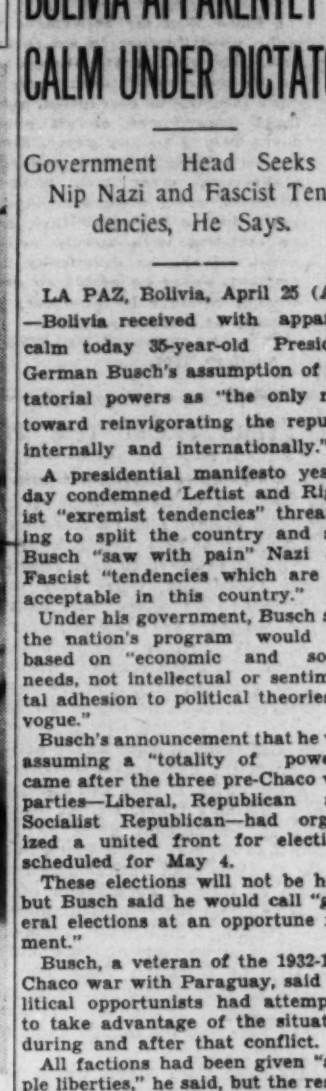 BOLIVIA APPARENTLY
CALM UNDER DICTATO
Government Head Seeks
Nip Nazi and Fascist Ten
dencies, He Says.
LA PAZ, Bolivia, April 25 (A
—Bolivia received with appar
calm today 35-year-old Presid
German Busch's assumption of
tatorial powers as "the only r
toward reinvigorating the repu
internally and internationally."
A presidential manifesto yes
day condemned Leftist and Rig
ist "exremist tendencies" threa
ing to split the country and s
Busch "saw with pain" Nazi
Fascist "tendencies which are
acceptable in this country."
Under his government, Busch s
the nation's program would
based on "economic and so
needs, not intellectual or sentim
tal adhesion to political theories
vogue."
Busch's announcement that he w
assuming a "totality of powe
came after the three pre-Chaco w
parties—Liberal, Republican
Socialist Republican—had org
ized a united front for electi
scheduled for May 4.
These elections will not be h
but Busch said he would call "g
eral elections at an opportune
ment."
Busch, a veteran of the 1932-1
Chaco war with Paraguay, said
litical opportunists had attemp
to take advantage of the situat
during and after that conflict.
All factions had been given "a
ple liberties," he said, but the re